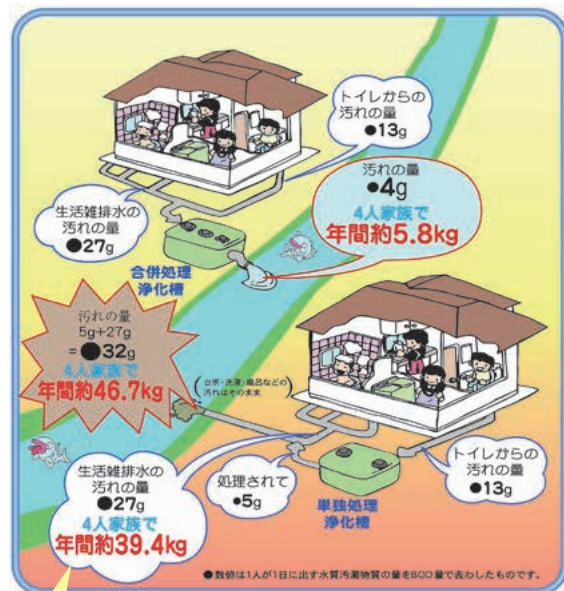 トイレからの
汚れの量
●13g
汚れの量
●4g
4人家族で
年間約5.8kg
生活雑排水の
汚れの量
●27g
合併処理
浄化槽
汚れの量
5g+27g
=●32g
4人家族で
年間約46.7kg
台所・洗濯・風呂などの
汚れはそのまま
生活雑排水の
汚れの量
●27g
4人家族で
年間約39.4kg
処理されて
●5g
単独処理
浄化槽
トイレからの
汚れの量
●13g
●数値は1人が1日に出す水質汚濁物質の量をBOD量で表わしたものです。